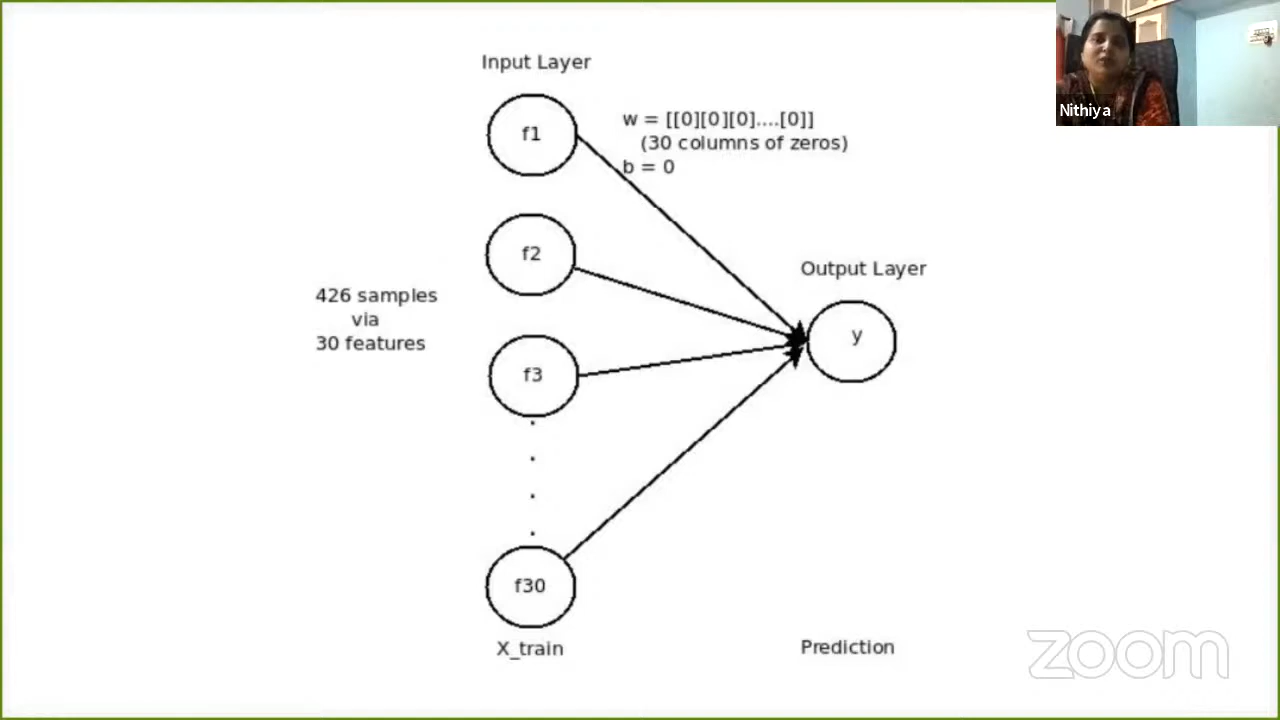 Input Layer
f1
w = [[0][0][0]....[0]]
(30 columns of zeros)
b = 0
f2
Output Layer
426 samples
via
30 features
y
f3
f30
X_train
Prediction
Nithiya
zoom